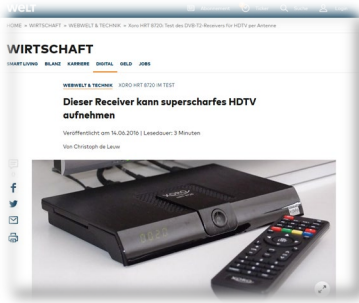 welt
HOME » WIRTSCHAFT » WEBWELT & TECHNIK » Xoro HRT 8720: Test des DVB-T2-Receivers für HDTV per Antenne
WIRTSCHAFT
SMART LIVING BILANZ KARRIERE DIGITAL GELD JOBS
WEBWELT & TECHNIK XORO HRT 8720 IM TEST
Dieser Receiver kann superscharfes HDTV
aufnehmen
Veröffentlicht am 14.06.2016 | Lesedauer: 3 Minuten
Von Christoph de Leuw
XORO